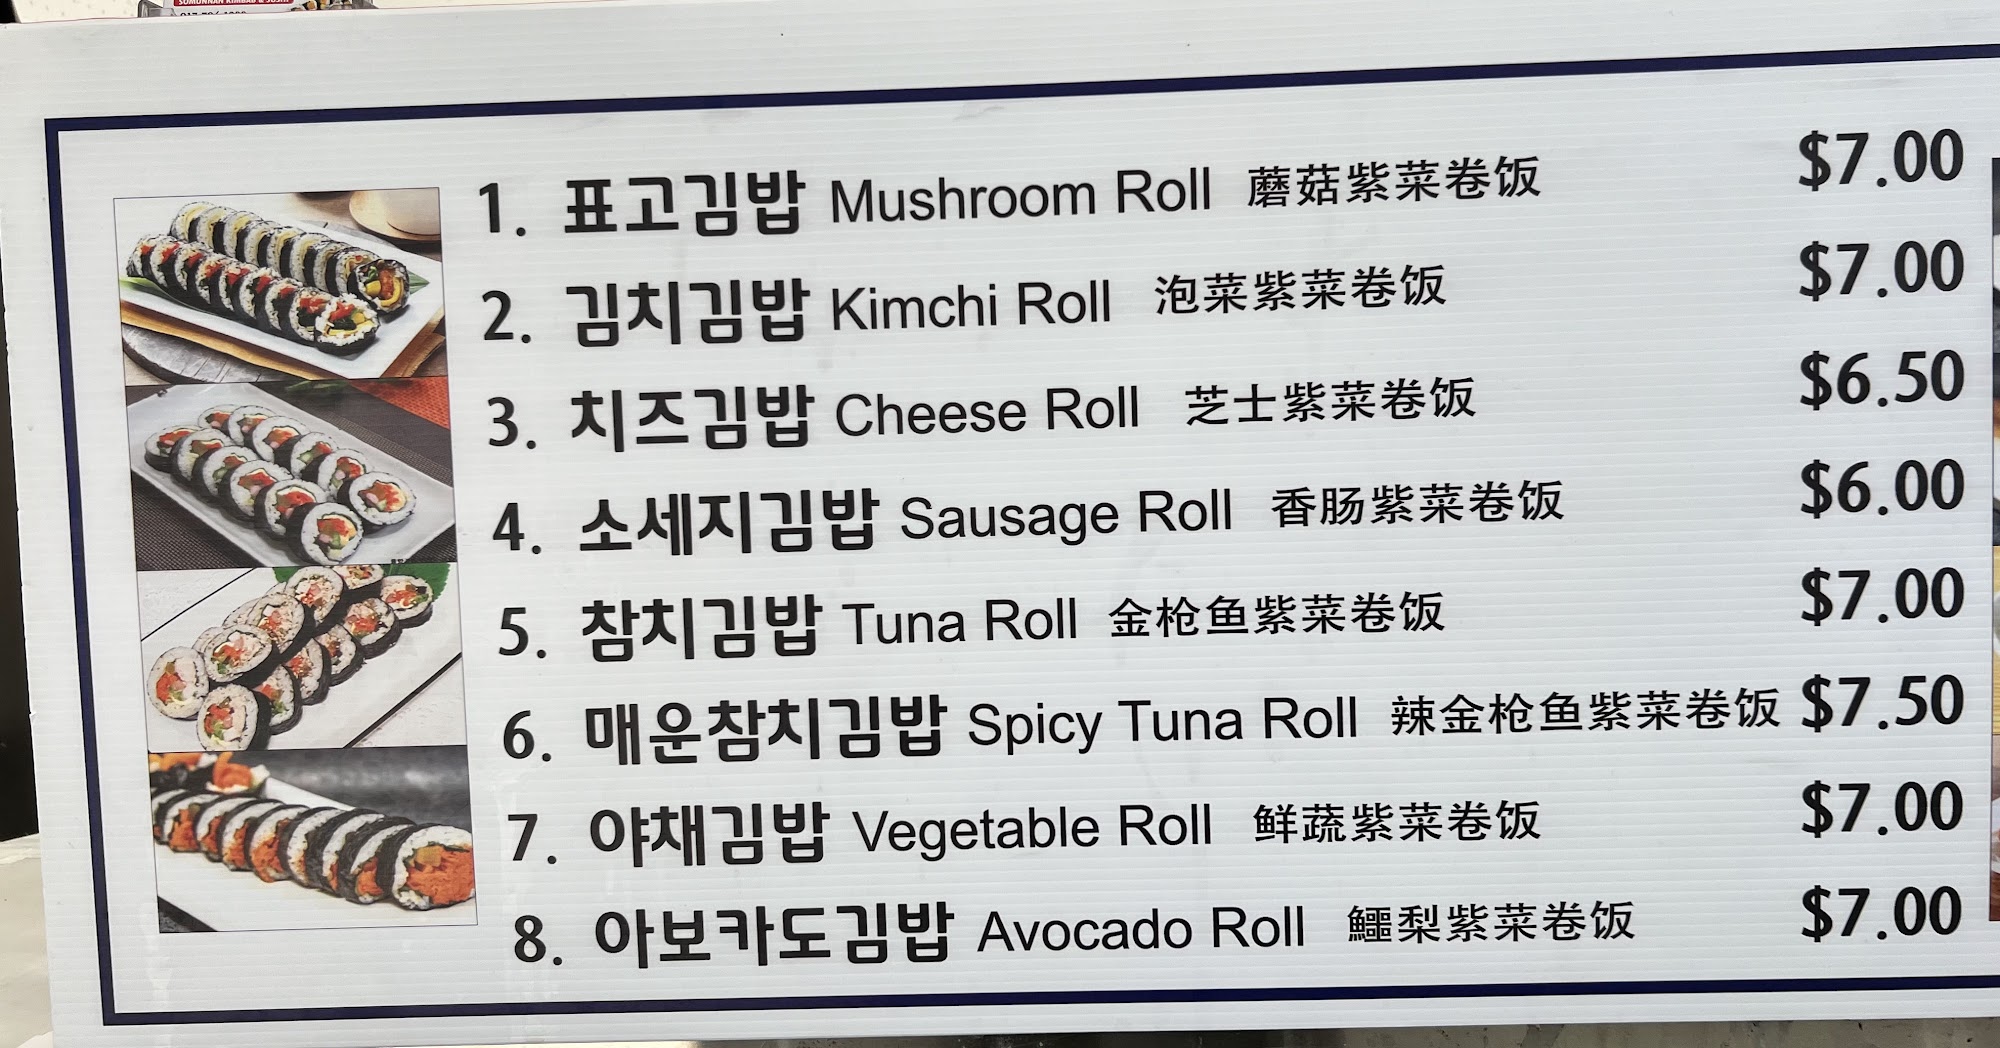 SOMUNNAN KIMBAB & SUSHI
1. 표고김밥 Mushroom Roll 蘑菇紫菜卷饭 $7.00
2. 김치김밥 Kimchi Roll 泡菜紫菜卷饭 $7.00
3. 치즈김밥 Cheese Roll 芝士紫菜卷饭 $6.50
4. 소세지김밥 Sausage Roll 香肠紫菜卷饭 $6.00
5. 참치김밥 Tuna Roll 金枪鱼紫菜卷饭 $7.00
6. 매운참치김밥 Spicy Tuna Roll 辣金枪鱼紫菜卷饭 $7.50
7. 야채김밥 Vegetable Roll 鲜蔬紫菜卷饭 $7.00
8. 아보카도김밥 Avocado Roll 鱷梨紫菜卷饭 $7.00